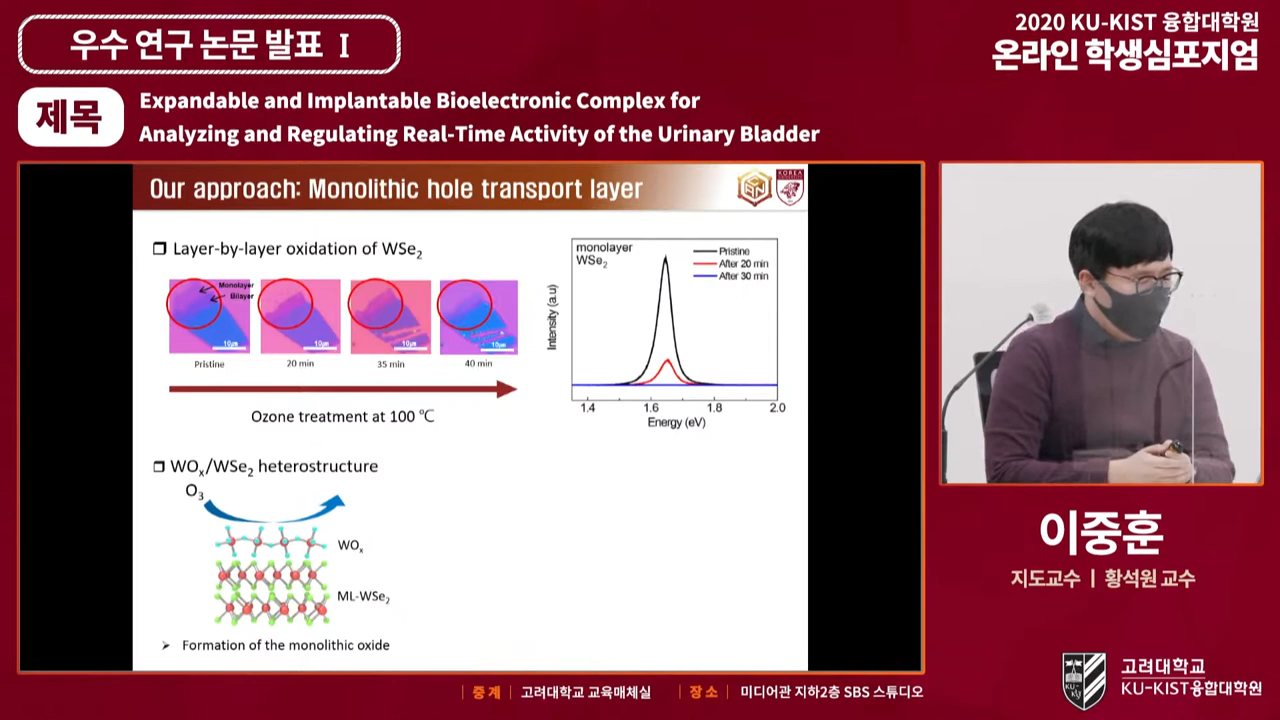 우수 연구 논문 발표 Ⅰ
2020 KU-KIST 융합대학원
온라인 학생심포지엄
제목
Expandable and Implantable Bioelectronic Complex for
Analyzing and Regulating Real-Time Activity of the Urinary Bladder
Our approach: Monolithic hole transport layer
KOREA
❐ Layer-by-layer oxidation of WSe₂
Monolayer
Bilayer
10㎛
10㎛
10㎛
10㎛
Pristine
20 min
35 min
40 min
Ozone treatment at 100 ℃
monolayer
WSe₂
Pristine
After 20 min
After 30 min
Intensity (a.u)
1.4
1.6
1.8
2.0
Energy (eV)
❐ WOₓ/WSe₂ heterostructure
O₃
WOₓ
ML-WSe₂
➢ Formation of the monolithic oxide
이중훈
지도교수 | 황석원 교수
KU-
KIST
고려대학교
KU-KIST융합대학원
| 중 계 | 고려대학교 교육매체실 | 장 소 | 미디어관 지하2층 SBS 스튜디오